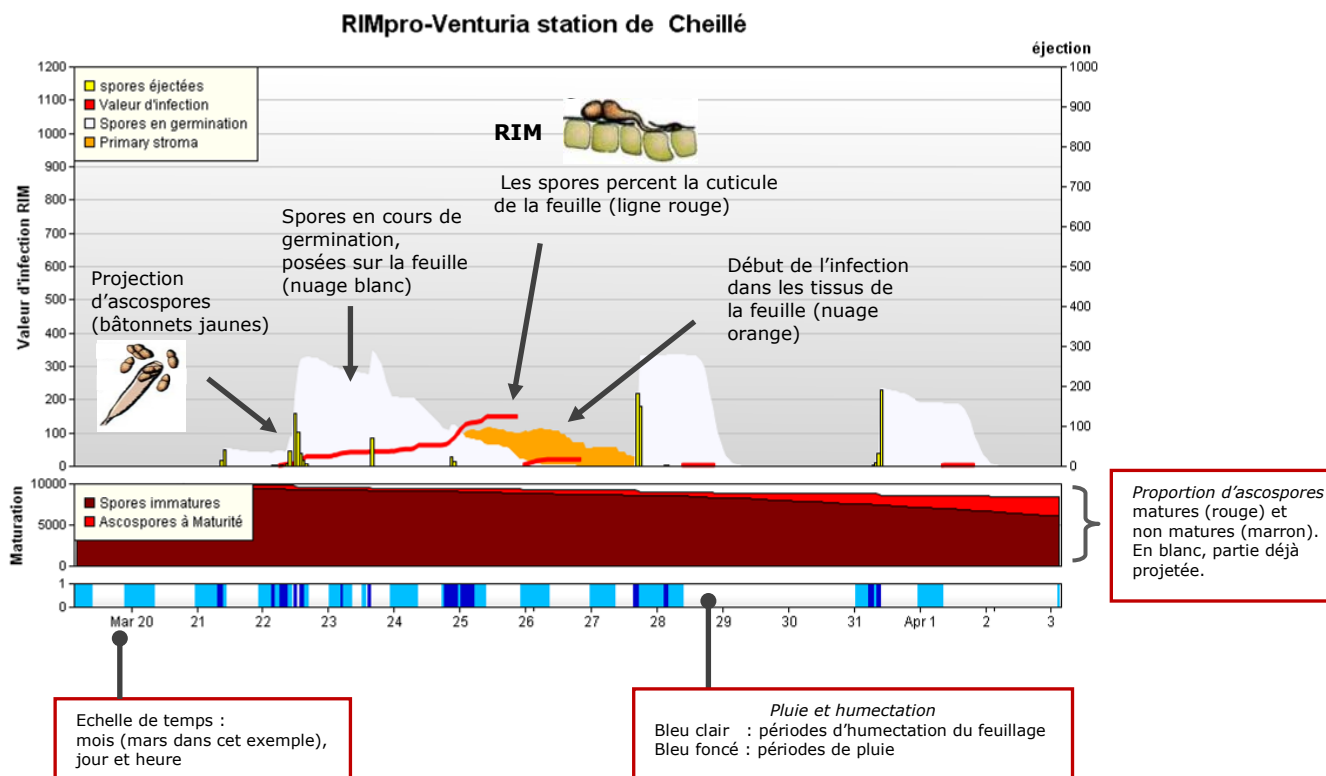 RIMpro-Venturia station de Cheillé
éjection
1200
1100
1000
900
800
700
600
500
400
300
200
100
0
Valeur d'infection RIM
1000
900
800
700
600
500
400
300
200
100
0
spores éjectées
Valeur d'infection
Spores en germination
Primary stroma
RIM
Les spores percent la cuticule
de la feuille (ligne rouge)
Spores en cours de
germination,
posées sur la feuille
(nuage blanc)
Projection
d'ascospores
(bâtonnets jaunes)
Début de l'infection
dans les tissus de
la feuille (nuage
orange)
Maturation
10000
5000
0
Spores immatures
Ascospores à Maturité
1
0
Mar 20 21 22 23 24 25 26 27 28 29 30 31 Apr 1 2 3
Proportion d'ascospores
matures (rouge) et
non matures (marron).
En blanc, partie déjà
projetée.
Echelle de temps :
mois (mars dans cet exemple),
jour et heure
Pluie et humectation
Bleu clair : périodes d'humectation du feuillage
Bleu foncé : périodes de pluie